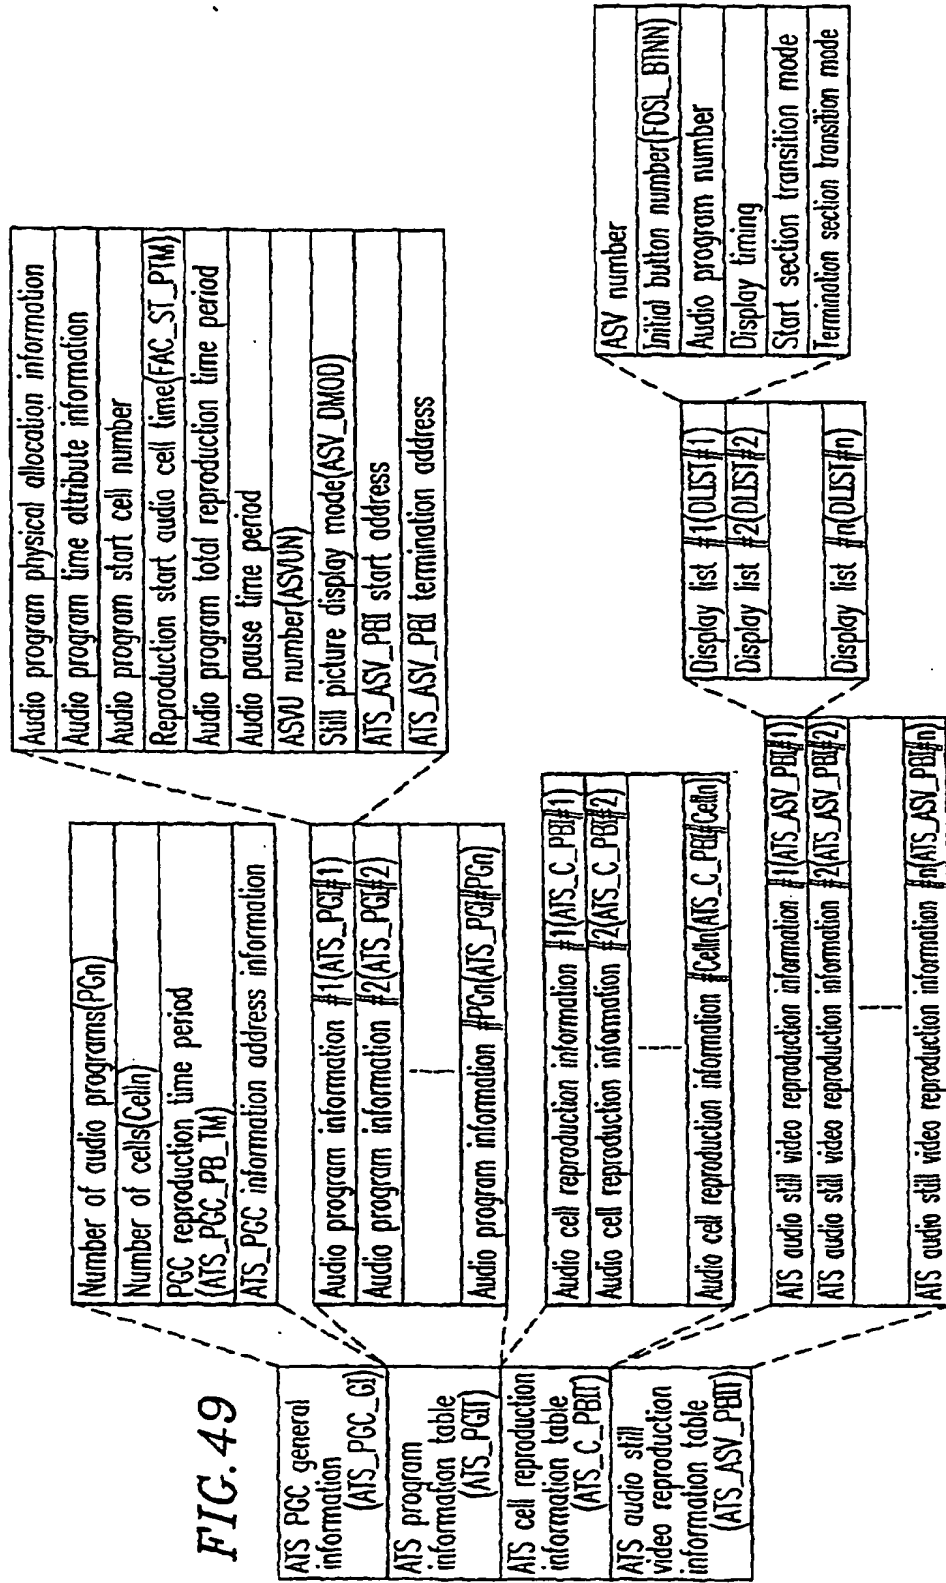 FIG. 49
ATS PGC general
information
(ATS_PGC_GI)
ATS program
information table
(ATS_PGIT)
ATS cell reproduction
information table
(ATS_C_PBIT)
ATS audio still
video reproduction
information table
(ATS_ASV_PBIT)
Number of audio programs(PGn)
Number of cells(Celln)
PGC reproduction time period
(ATS_PGC_PB_TM)
ATS_PGC information address information
Audio program information #1(ATS_PGI#1)
Audio program information #2(ATS_PGI#2)
Audio program information #PGn(ATS_PGI#PGn)
Audio cell reproduction information #1(ATS_C_PBI#1)
Audio cell reproduction information #2(ATS_C_PBI#2)
Audio cell reproduction information #Celln(ATS_C_PBI#Celln)
ATS audio still video reproduction information #1(ATS_ASV_PBI#1)
ATS audio still video reproduction information #2(ATS_ASV_PBI#2)
ATS audio still video reproduction information #n(ATS_ASV_PBI#n)
Audio program physical allocation information
Audio program time attribute information
Audio program start cell number
Reproduction start audio cell time(FAC_ST_PTM)
Audio program total reproduction time period
Audio pause time period
ASVU number(ASVUN)
Still picture display mode(ASV_DMOD)
ATS_ASV_PBI start address
ATS_ASV_PBI termination address
Display list #1(DLIST#1)
Display list #2(DLIST#2)
Display list #n(DLIST#n)
ASV number
Initial button number(FOSL_BTNN)
Audio program number
Display timing
Start section transition mode
Termination section transition mode